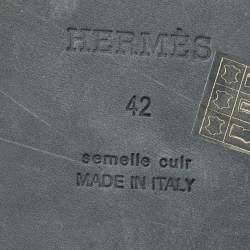 HERMÈS
42
semelle cuir
MADE IN ITALY